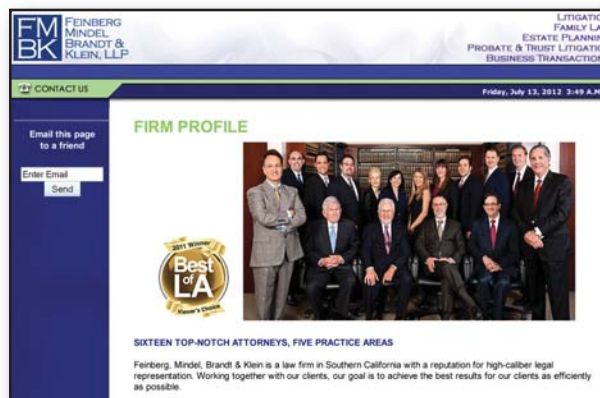 FM
BK
FEINBERG
MINDEL
BRANDT &
KLEIN, LLP
LITIGATIO
FAMILY LA
ESTATE PLANNIN
PROBATE & TRUST LITIGATIO
BUSINESS TRANSACTION
CONTACT US
Friday, July 13, 2012 3:49 A.M
Email this page
to a friend
Enter Email
Send
FIRM PROFILE
2011 Winner
Best
of
LA
Viewer's Choice
SIXTEEN TOP-NOTCH ATTORNEYS, FIVE PRACTICE AREAS
Feinberg, Mindel, Brandt & Klein is a law firm in Southern California with a reputation for high-caliber legal
representation. Working together with our clients, our goal is to achieve the best results for our clients as efficiently
as possible.